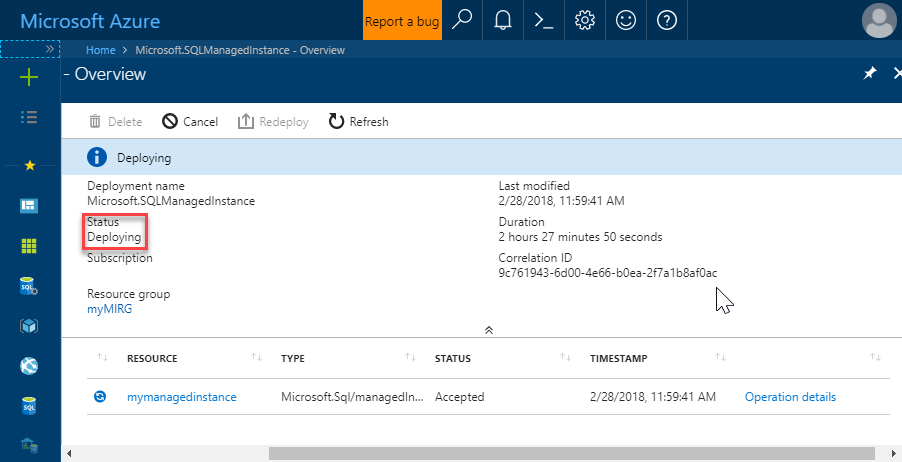 Microsoft Azure
Report a bug
Home > Microsoft.SQLManagedInstance - Overview
- Overview
Delete Cancel Redeploy Refresh
Deploying
Deployment name
Microsoft.SQLManagedInstance
Status
Deploying
Subscription
Resource group
myMIRG
Last modified
2/28/2018, 11:59:41 AM
Duration
2 hours 27 minutes 50 seconds
Correlation ID
9c761943-6d00-4e66-b0ea-2f7a1b8af0ac
RESOURCE TYPE STATUS TIMESTAMP
mymanagedinstance Microsoft.Sql/managedIn... Accepted 2/28/2018, 11:59:41 AM Operation details
SQL
SQL